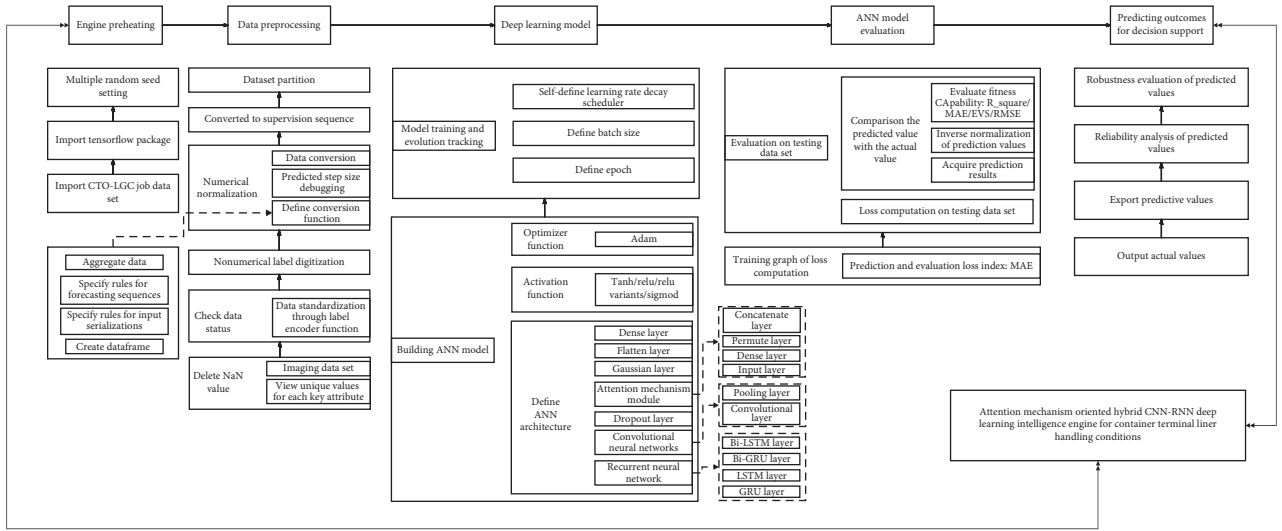 Engine preheating
Data preprocessing
Deep learning model
ANN model
evaluation
Predicting outcomes
for decision support
Multiple random seed
setting
Import tensorflow package
Import CTO-LGC job data
set
Aggregate data
Specify rules for
forecasting sequences
Specify rules for input
serializations
Create dataframe
Dataset partition
Converted to supervision sequence
Numerical
normalization
Data conversion
Predicted step size
debugging
Define conversion
function
Nonumerical label digitization
Check data
status
Data standardization
through label
encoder function
Delete NaN
value
Imaging data set
View unique values
for each key attribute
Model training and
evolution tracking
Self-define learning rate decay
scheduler
Define batch size
Define epoch
Building ANN model
Optimizer
function
Adam
Activation
function
Tanh/relu/relu
variants/sigmod
Define
ANN
architecture
Dense layer
Flatten layer
Gaussian layer
Attention mechanism
module
Dropout layer
Convolutional
neural networks
Recurrent neural
network
Concatenate
layer
Permute layer
Dense layer
Input layer
Pooling layer
Convolutional layer
Bi-LSTM layer
Bi-GRU layer
LSTM layer
GRU layer
Evaluation on testing
data set
Comparison the
predicted value
with the actual
value
Evaluate fitness
CApability: R_square/
MAE/EVS/RMSE
Inverse normalization
of prediction values
Acquire prediction
results
Loss computation on testing data set
Training graph of loss
computation
Prediction and evaluation loss index: MAE
Robustness evaluation of predicted
values
Reliability analysis of predicted
values
Export predictive values
Output actual values
Attention mechanism oriented hybrid CNN-RNN deep
learning intelligence engine for container terminal liner
handling conditions